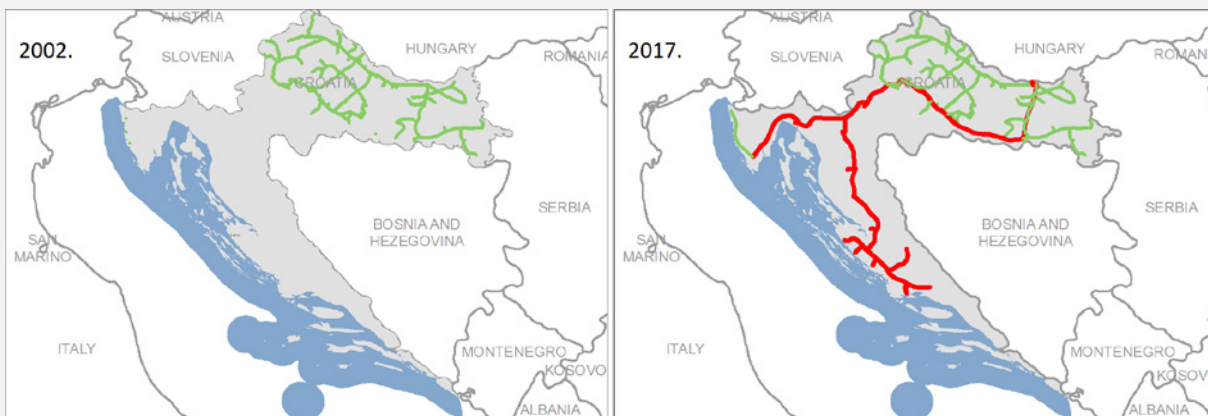 AUSTRIA
2002.
SLOVENIA
HUNGARY
ROMANIA
CROATIA
BOSNIA AND
HEZEGOVINA
SERBIA
SAN
MARINO
ITALY
MONTENEGRO
KOSOVO
ALBANIA
AUSTRIA
2017.
SLOVENIA
HUNGARY
ROMANIA
CROATIA
BOSNIA AND
HEZEGOVINA
SERBIA
SAN
MARINO
ITALY
MONTENEGRO
KOSOVO
ALBANIA